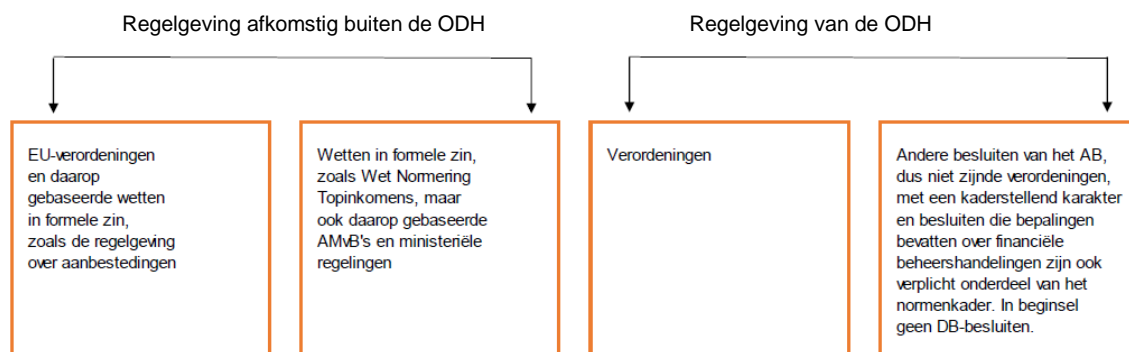 Regelgeving afkomstig buiten de ODH
Regelgeving van de ODH
EU-verordeningen
en daarop
gebaseerde wetten
in formele zin,
zoals de regelgeving
over aanbestedingen
Wetten in formele zin,
zoals Wet Normering
Topinkomens, maar
ook daarop gebaseerde
AMvB's en ministeriële
regelingen
Verordeningen
Andere besluiten van het AB,
dus niet zijnde verordeningen,
met een kaderstellend karakter
en besluiten die bepalingen
bevatten over financiële
beheershandelingen zijn ook
verplicht onderdeel van het
normenkader. In beginsel
geen DB-besluiten.